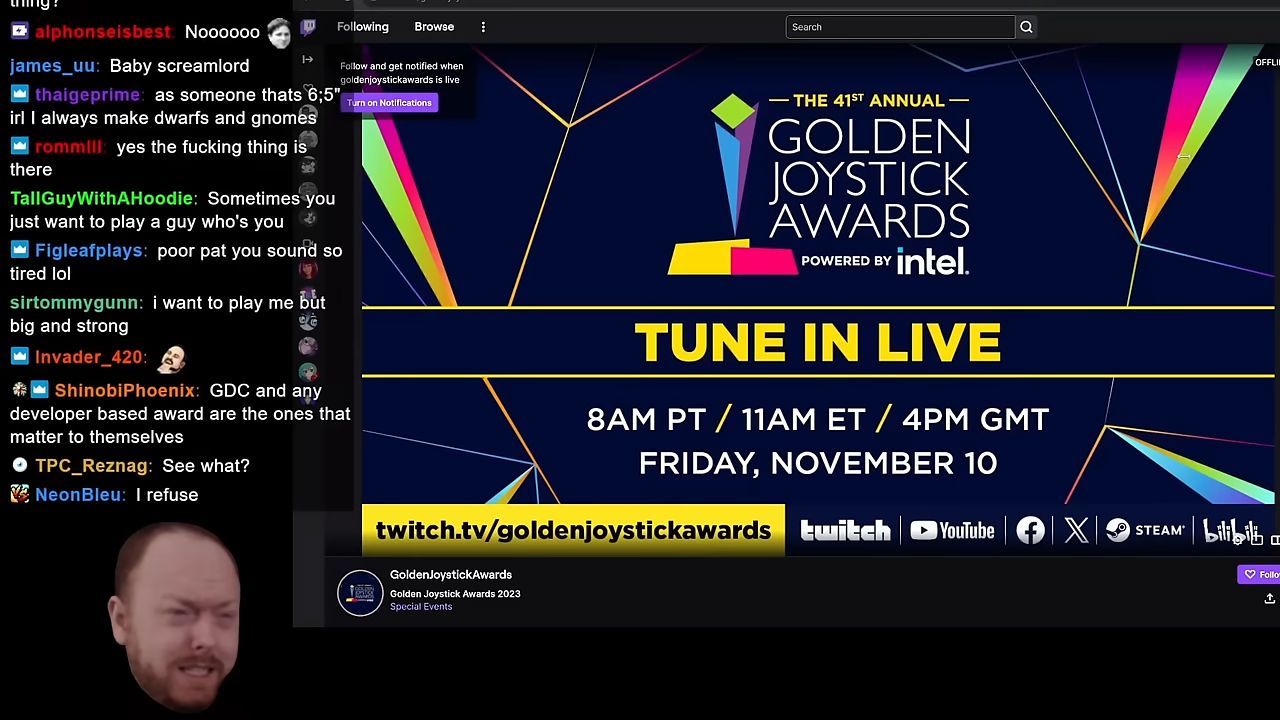 thing?
alphonseisbest: Noooooo
james_uu: Baby screamlord
thaigeprime: as someone thats 6;5"
irl I always make dwarfs and gnomes
rommlll: yes the fucking thing is
there
TallGuyWithAHoodie: Sometimes you
just want to play a guy who's you
Figleafplays: poor pat you sound so
tired lol
sirtommygunn: i want to play me but
big and strong
Invader_420:
ShinobiPhoenix: GDC and any
developer based award are the ones that
matter to themselves
TPC_Reznag: See what?
NeonBleu: I refuse
Following Browse
Search
Follow and get notified when
goldenjoystickawards is live
Turn on Notifications
OFFLI
THE 41ST ANNUAL
GOLDEN
JOYSTICK
AWARDS
POWERED BY intel.
TUNE IN LIVE
8AM PT / 11AM ET / 4PM GMT
FRIDAY, NOVEMBER 10
twitch.tv/goldenjoystickawards
twitch YouTube STEAM bilibili
GoldenJoystickAwards
Golden Joystick Awards 2023
Special Events
Follo